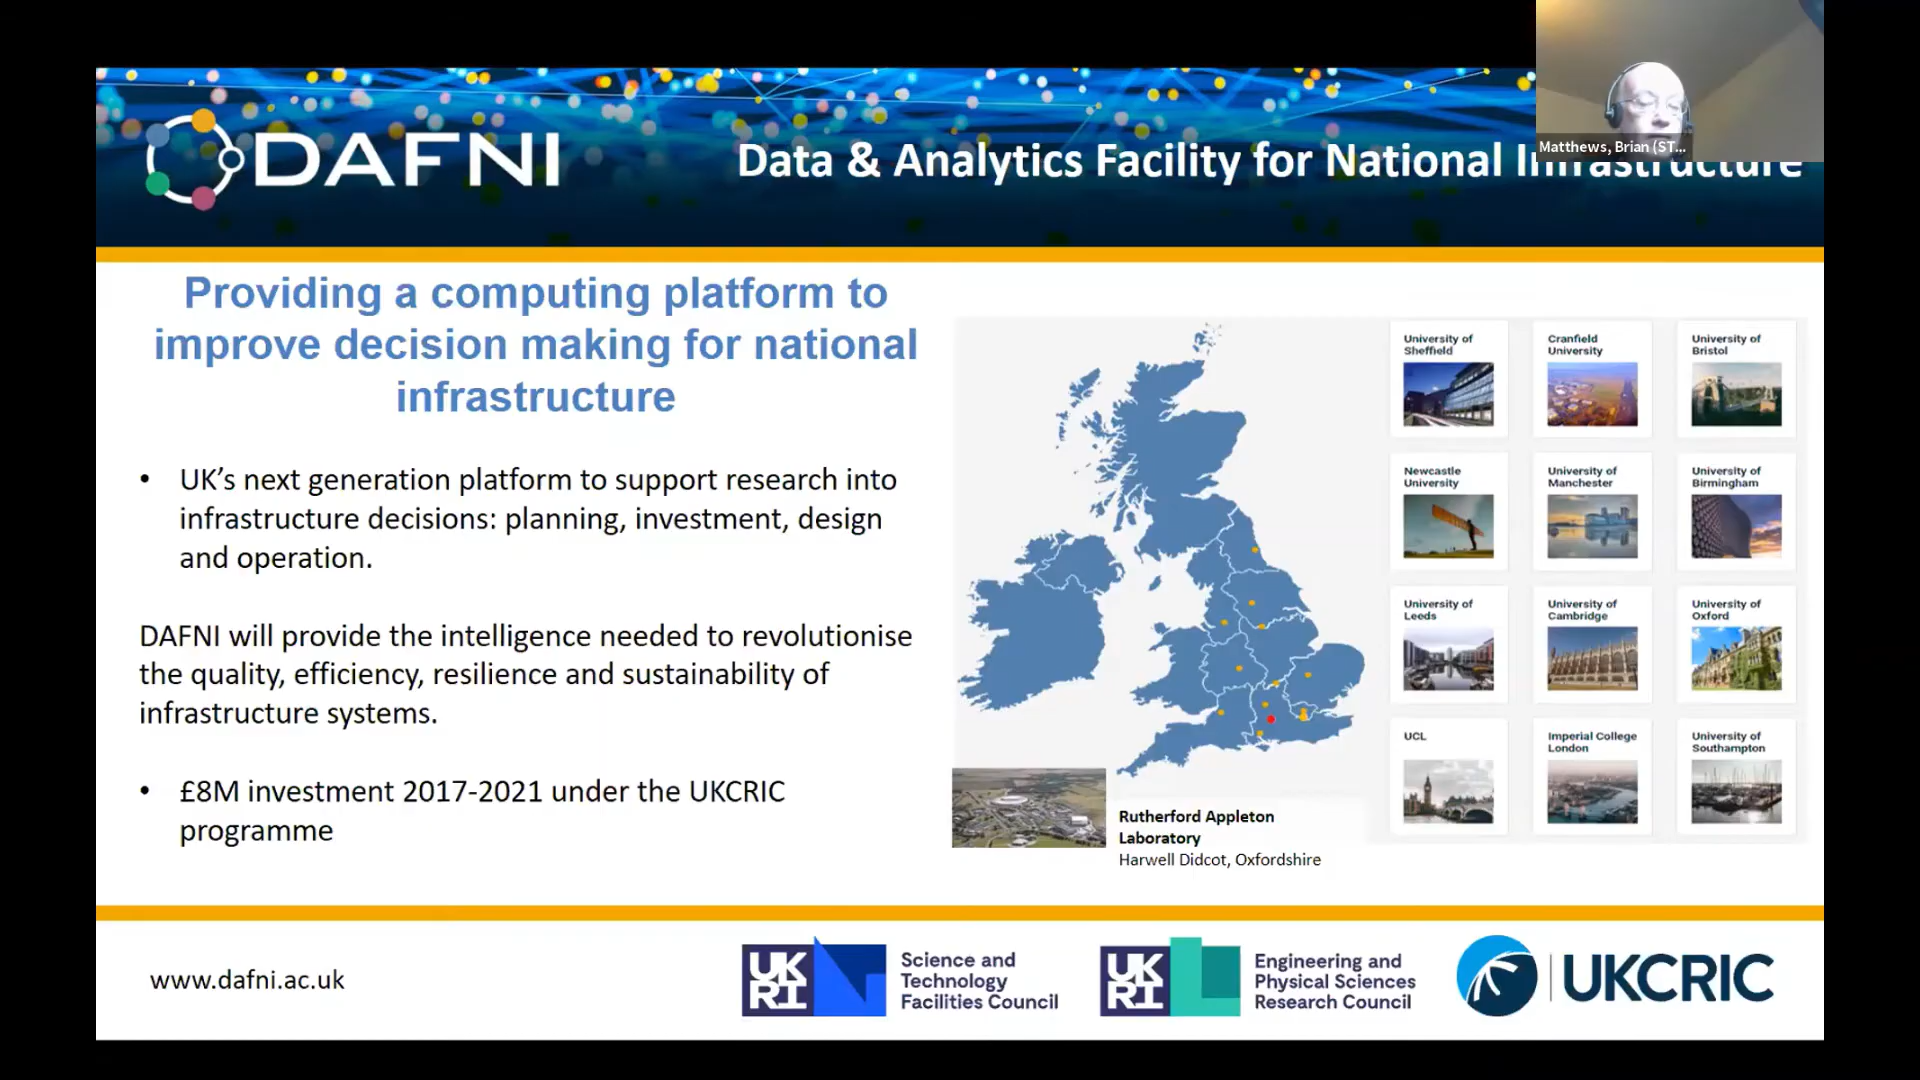 DAFNI
Data & Analytics Facility for National Infrastructure
Matthews, Brian (ST...
Providing a computing platform to
improve decision making for national
infrastructure
• UK’s next generation platform to support research into
infrastructure decisions: planning, investment, design
and operation.
DAFNI will provide the intelligence needed to revolutionise
the quality, efficiency, resilience and sustainability of
infrastructure systems.
• £8M investment 2017-2021 under the UKCRIC
programme
Rutherford Appleton
Laboratory
Harwell Didcot, Oxfordshire
University of
Sheffield
Cranfield
University
University of
Bristol
Newcastle
University
University of
Manchester
University of
Birmingham
University of
Leeds
University of
Cambridge
University of
Oxford
UCL
Imperial College
London
University of
Southampton
www.dafni.ac.uk
UK
RI
Science and
Technology
Facilities Council
UK
RI
Engineering and
Physical Sciences
Research Council
UKCRIC